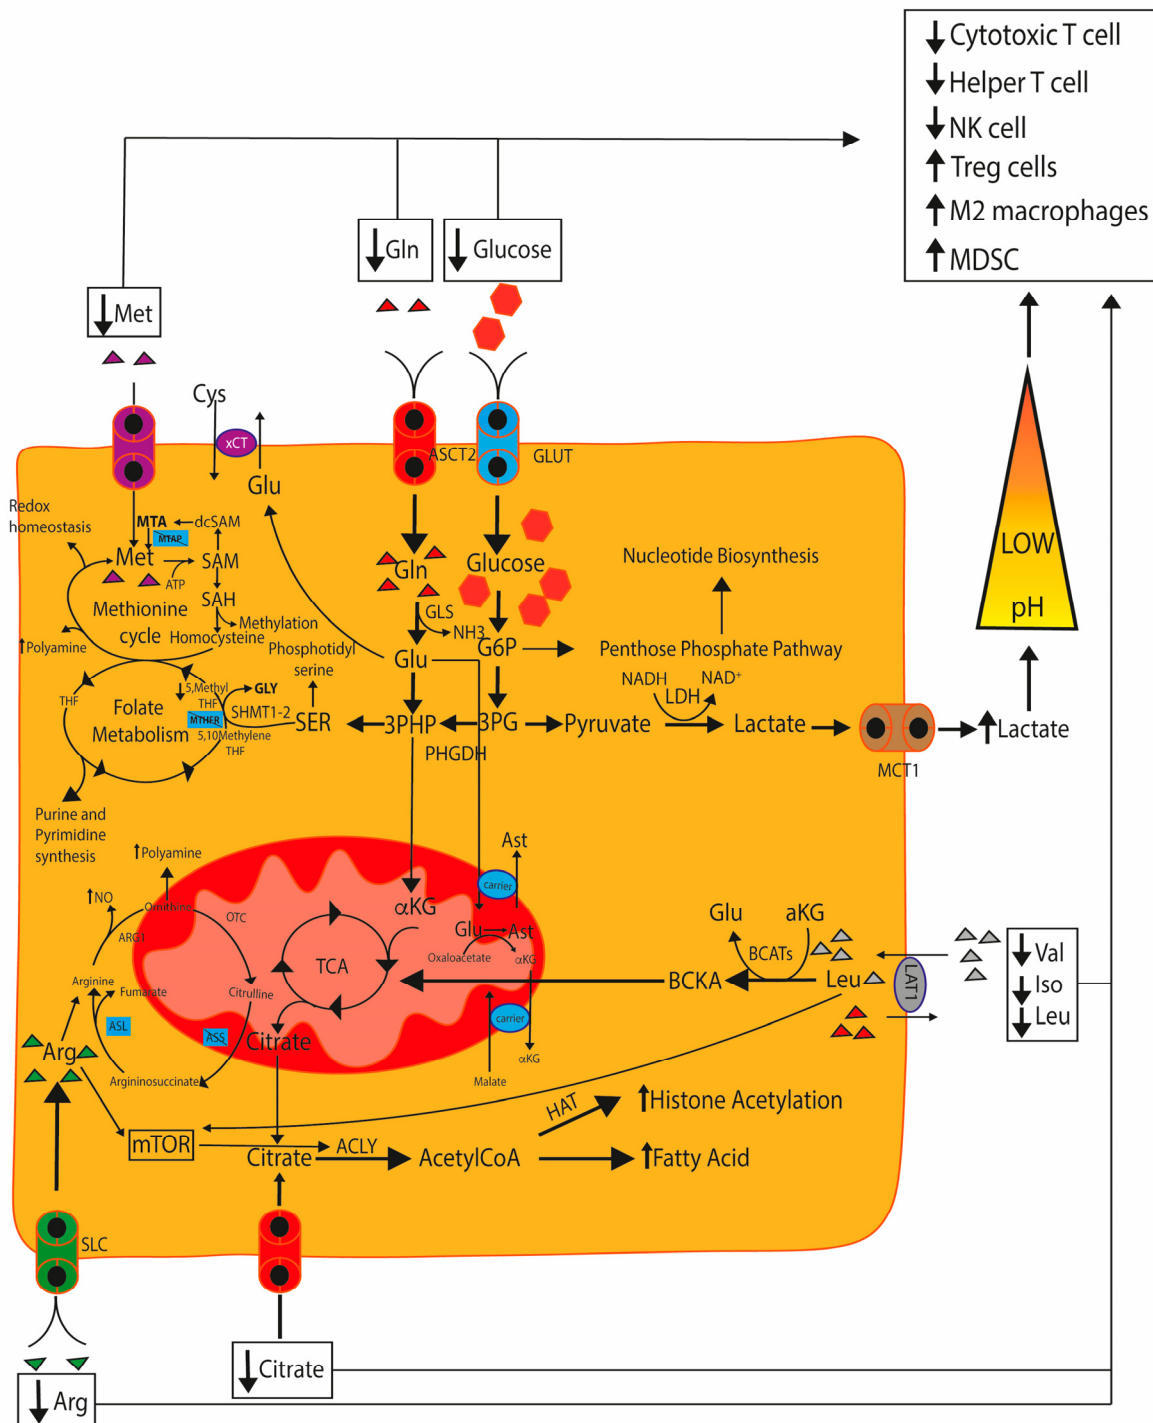 Cytotoxic T cell
Helper T cell
NK cell
Treg cells
M2 macrophages
MDSC
Gln
Glucose
Met
Cys
xCT
Glu
ASCT2
GLUT
Redox
homeostasis
MTA
dcSAM
MTAP
Met
ATP
SAM
SAH
Methionine
cycle
Methylation
Homocysteine
Polyamine
Phosphotidyl
serine
Gln
Glucose
GLS
NH3
G6P
Glu
Nucleotide Biosynthesis
Penthose Phosphate Pathway
NADH
NAD+
LDH
THF
5,Methyl
THF
GLY
Folate
Metabolism
MTHFR
SHMT1-2
5,10Methylene
THF
SER
3PHP
3PG
PHGDH
Pyruvate
Lactate
MCT1
Lactate
LOW
pH
Purine and
Pyrimidine
synthesis
Polyamine
NO
Ornithine
OTC
ARG1
Arginine
Fumarate
Citrulline
ASL
ASS
Arg
Argininosuccinate
Ast
carrier
αKG
Glu
Ast
Oxaloacetate
αKG
TCA
Citrate
carrier
αKG
Malate
Glu
aKG
BCATs
BCKA
Leu
LAT1
Val
Iso
Leu
mTOR
ACLY
Citrate
AcetylCoA
HAT
Histone Acetylation
Fatty Acid
SLC
Citrate
Arg